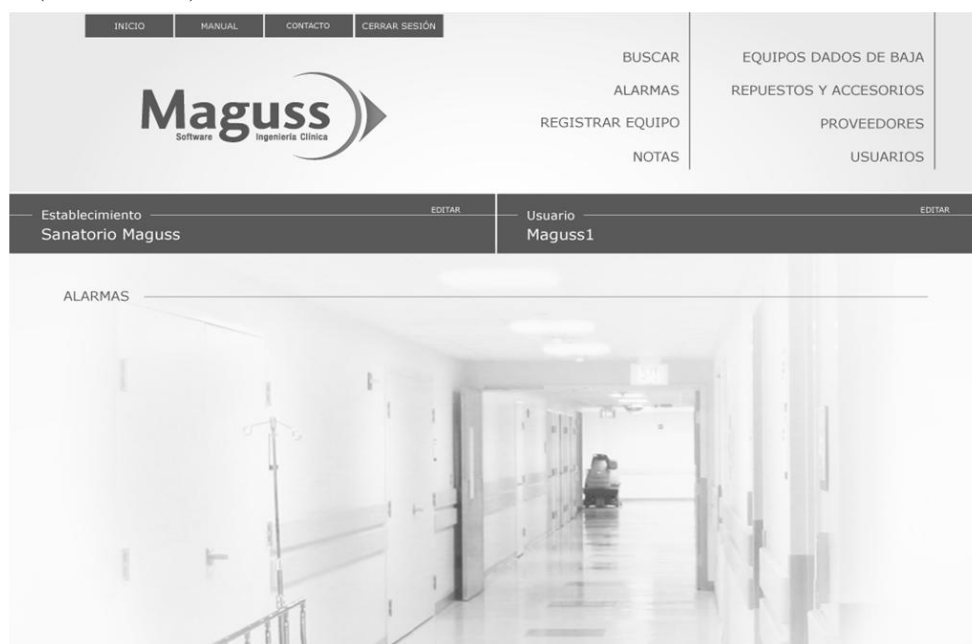 INICIO
MANUAL
CONTACTO
CERRAR SESIÓN
Maguss
Software Ingeniería Clínica
BUSCAR
ALARMAS
REGISTRAR EQUIPO
NOTAS
EQUIPOS DADOS DE BAJA
REPUESTOS Y ACCESORIOS
PROVEEDORES
USUARIOS
Establecimiento
EDITAR
Sanatorio Maguss
Usuario
EDITAR
Maguss1
ALARMAS